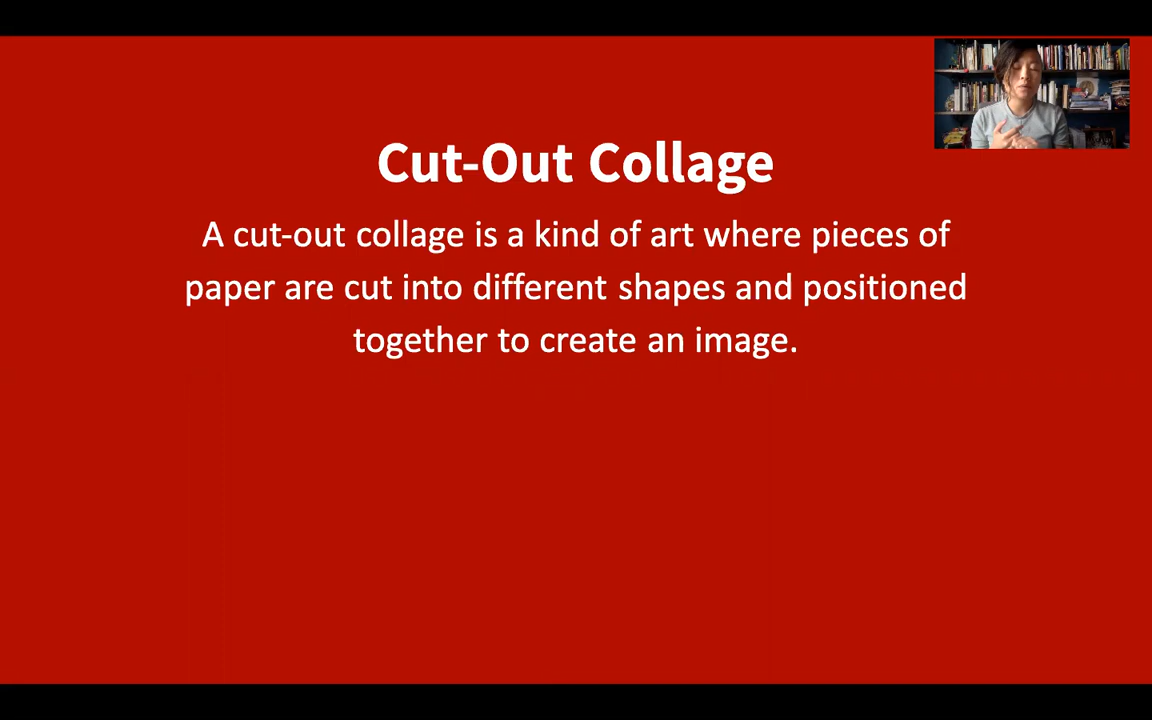 Cut-Out Collage
A cut-out collage is a kind of art where pieces of
paper are cut into different shapes and positioned
together to create an image.